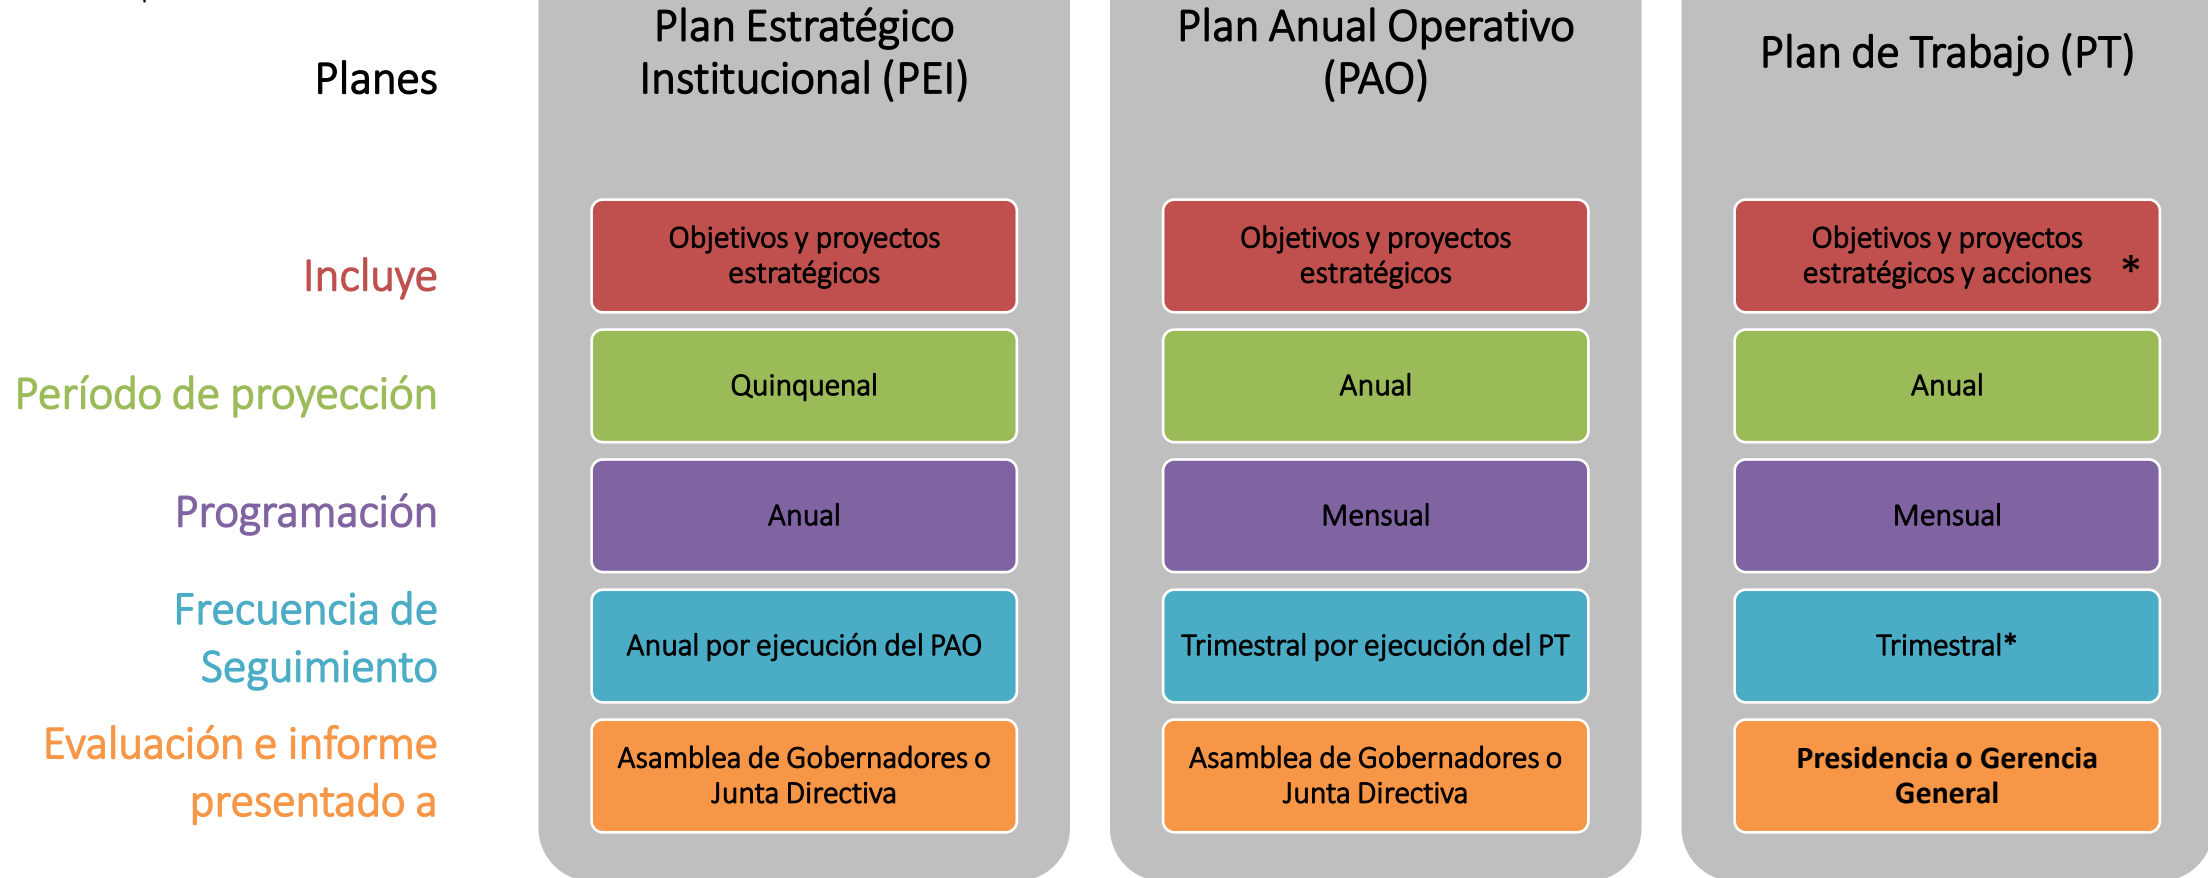 Planes
Plan Estratégico
Institucional (PEI)
Plan Anual Operativo
(PAO)
Plan de Trabajo (PT)
Incluye
Objetivos y proyectos
estratégicos
Objetivos y proyectos
estratégicos
Objetivos y proyectos
estratégicos y acciones *
Período de proyección
Quinquenal
Anual
Anual
Programación
Anual
Mensual
Mensual
Frecuencia de
Seguimiento
Anual por ejecución del PAO
Trimestral por ejecución del PT
Trimestral*
Evaluación e informe
presentado a
Asamblea de Gobernadores o
Junta Directiva
Asamblea de Gobernadores o
Junta Directiva
Presidencia o Gerencia
General